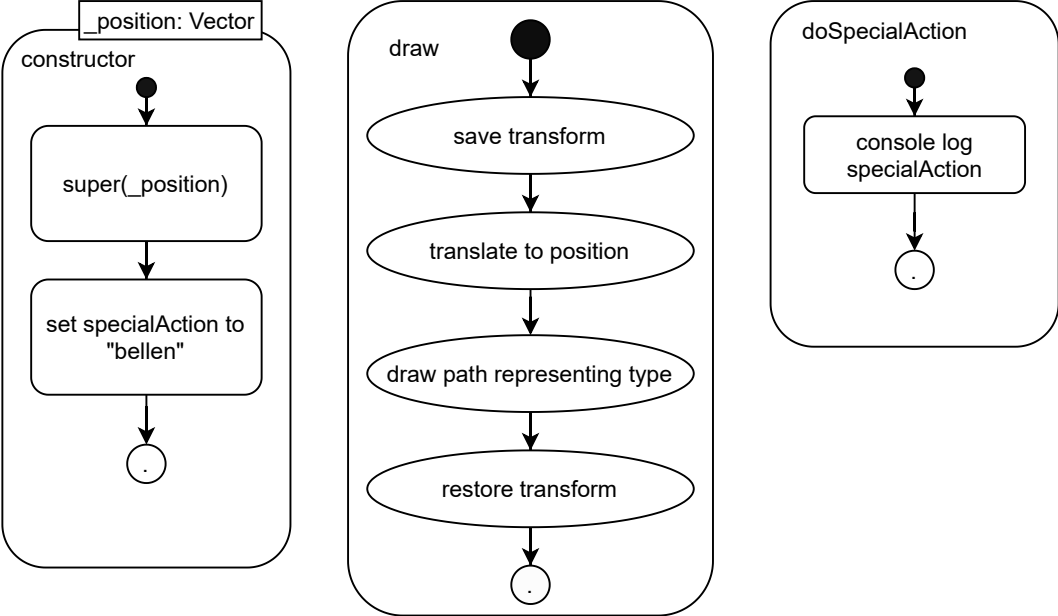 _position: Vector
constructor
super(_position)
set specialAction to
"bellen"
.
draw
save transform
translate to position
draw path representing type
restore transform
.
doSpecialAction
console log
specialAction
.